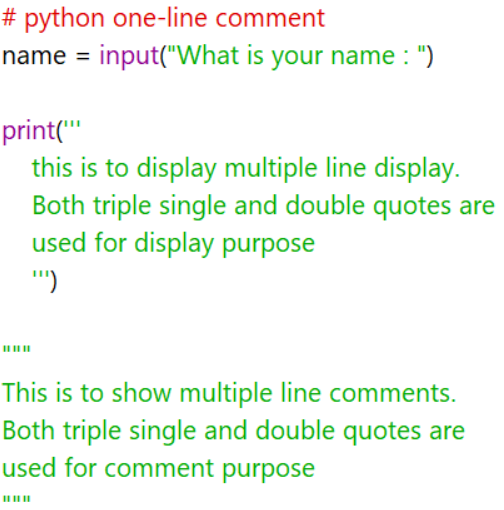 # python one-line comment
name = input("What is your name : ")
print('''
this is to display multiple line display.
Both triple single and double quotes are
used for display purpose
''')
"""
This is to show multiple line comments.
Both triple single and double quotes are
used for comment purpose
"""